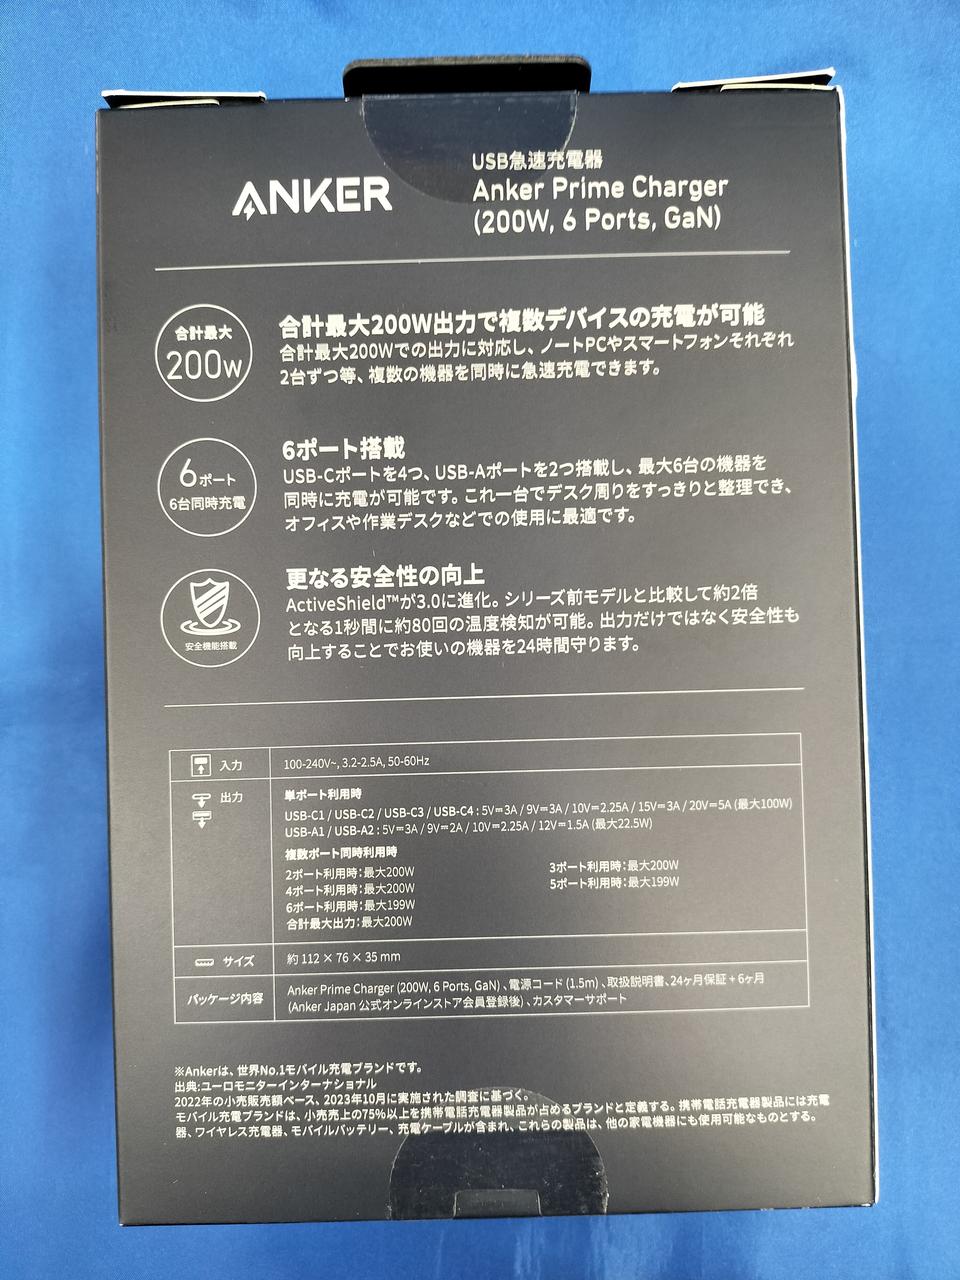 ANKER
USB急速充電器
Anker Prime Charger
(200W, 6 Ports, GaN)
合計最大
200w
合計最大200W出力で複数デバイスの充電が可能
合計最大200Wでの出力に対応し、ノートPCやスマートフォンそれぞれ
2台ずつ等、複数の機器を同時に急速充電できます。
6ポート
6台同時充電
6ポート搭載
USB-Cポートを4つ、USB-Aポートを2つ搭載し、最大6台の機器を
同時に充電が可能です。これ一台でデスク周りをすっきりと整理でき、
オフィスや作業デスクなどでの使用に最適です。
安全機能搭載
更なる安全性の向上
ActiveShield™が3.0に進化。シリーズ前モデルと比較して約2倍
となる1秒間に約80回の温度検知が可能。出力だけではなく安全性も
向上することでお使いの機器を24時間守ります。
入力
100-240V~, 3.2-2.5A, 50-60Hz
出力
単ポート利用時
USB-C1 / USB-C2 / USB-C3 / USB-C4 : 5V⎓3A / 9V⎓3A / 10V⎓2.25A / 15V⎓3A / 20V⎓5A (最大100W)
USB-A1 / USB-A2 : 5V⎓3A / 9V⎓2A / 10V⎓2.25A / 12V⎓1.5A (最大22.5W)
複数ポート同時利用時
2ポート利用時：最大200W
3ポート利用時：最大200W
4ポート利用時：最大200W
5ポート利用時：最大199W
6ポート利用時：最大199W
合計最大出力：最大200W
サイズ
約 112 × 76 × 35 mm
パッケージ内容
Anker Prime Charger (200W, 6 Ports, GaN) 、電源コード (1.5m) 、取扱説明書、24ヶ月保証 + 6ヶ月
(Anker Japan 公式オンラインストア会員登録後) 、カスタマーサポート
※Ankerは、世界No.1モバイル充電ブランドです。
出典:ユーロモニターインターナショナル
2022年の小売販売額ベース、2023年10月に実施された調査に基づく。
モバイル充電ブランドは、小売売上の75%以上を携帯電話充電器製品が占めるブランドと定義する。携帯電話充電器製品には充電
器、ワイヤレス充電器、モバイルバッテリー、充電ケーブルが含まれ、これらの製品は、他の家電機器にも使用可能なものとする。